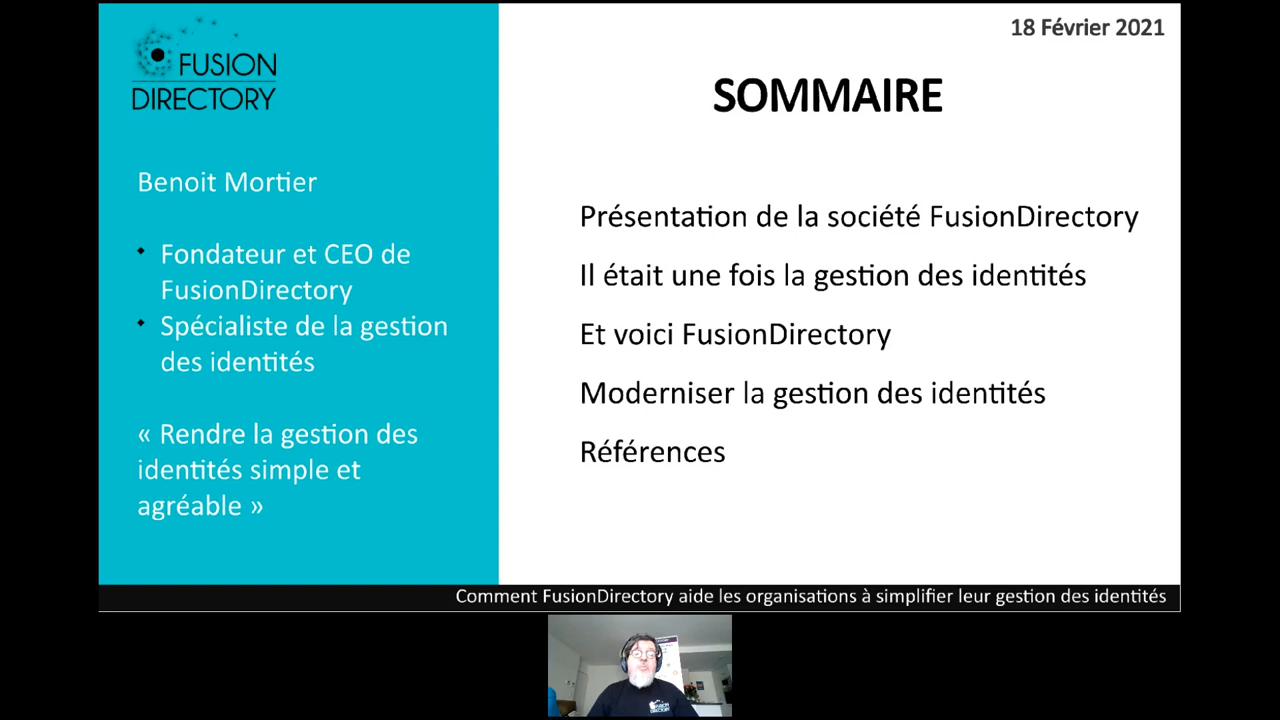 FUSION
DIRECTORY
Benoit Mortier
Fondateur et CEO de
FusionDirectory
Spécialiste de la gestion
des identités
« Rendre la gestion des
identités simple et
agréable »
18 Février 2021
SOMMAIRE
Présentation de la société FusionDirectory
Il était une fois la gestion des identités
Et voici FusionDirectory
Moderniser la gestion des identités
Références
Comment FusionDirectory aide les organisations à simplifier leur gestion des identités
FUSION
DIRECTORY